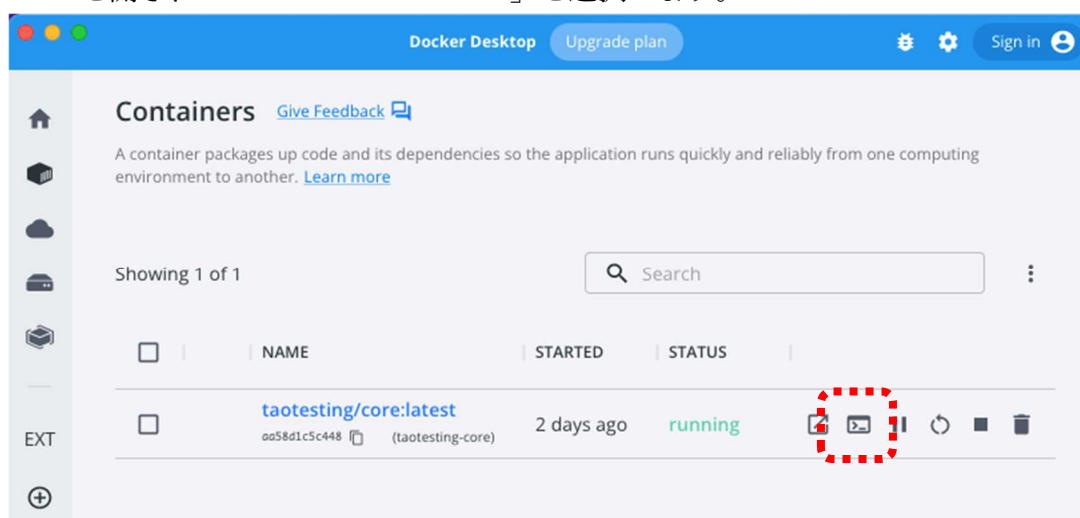 Docker Desktop Upgrade plan Sign in
Containers Give Feedback
A container packages up code and its dependencies so the application runs quickly and reliably from one computing
environment to another. Learn more
Showing 1 of 1 Search
NAME STARTED STATUS
taotesting/core:latest 2 days ago running
aa58d1c5c448 (taotesting-core)
EXT